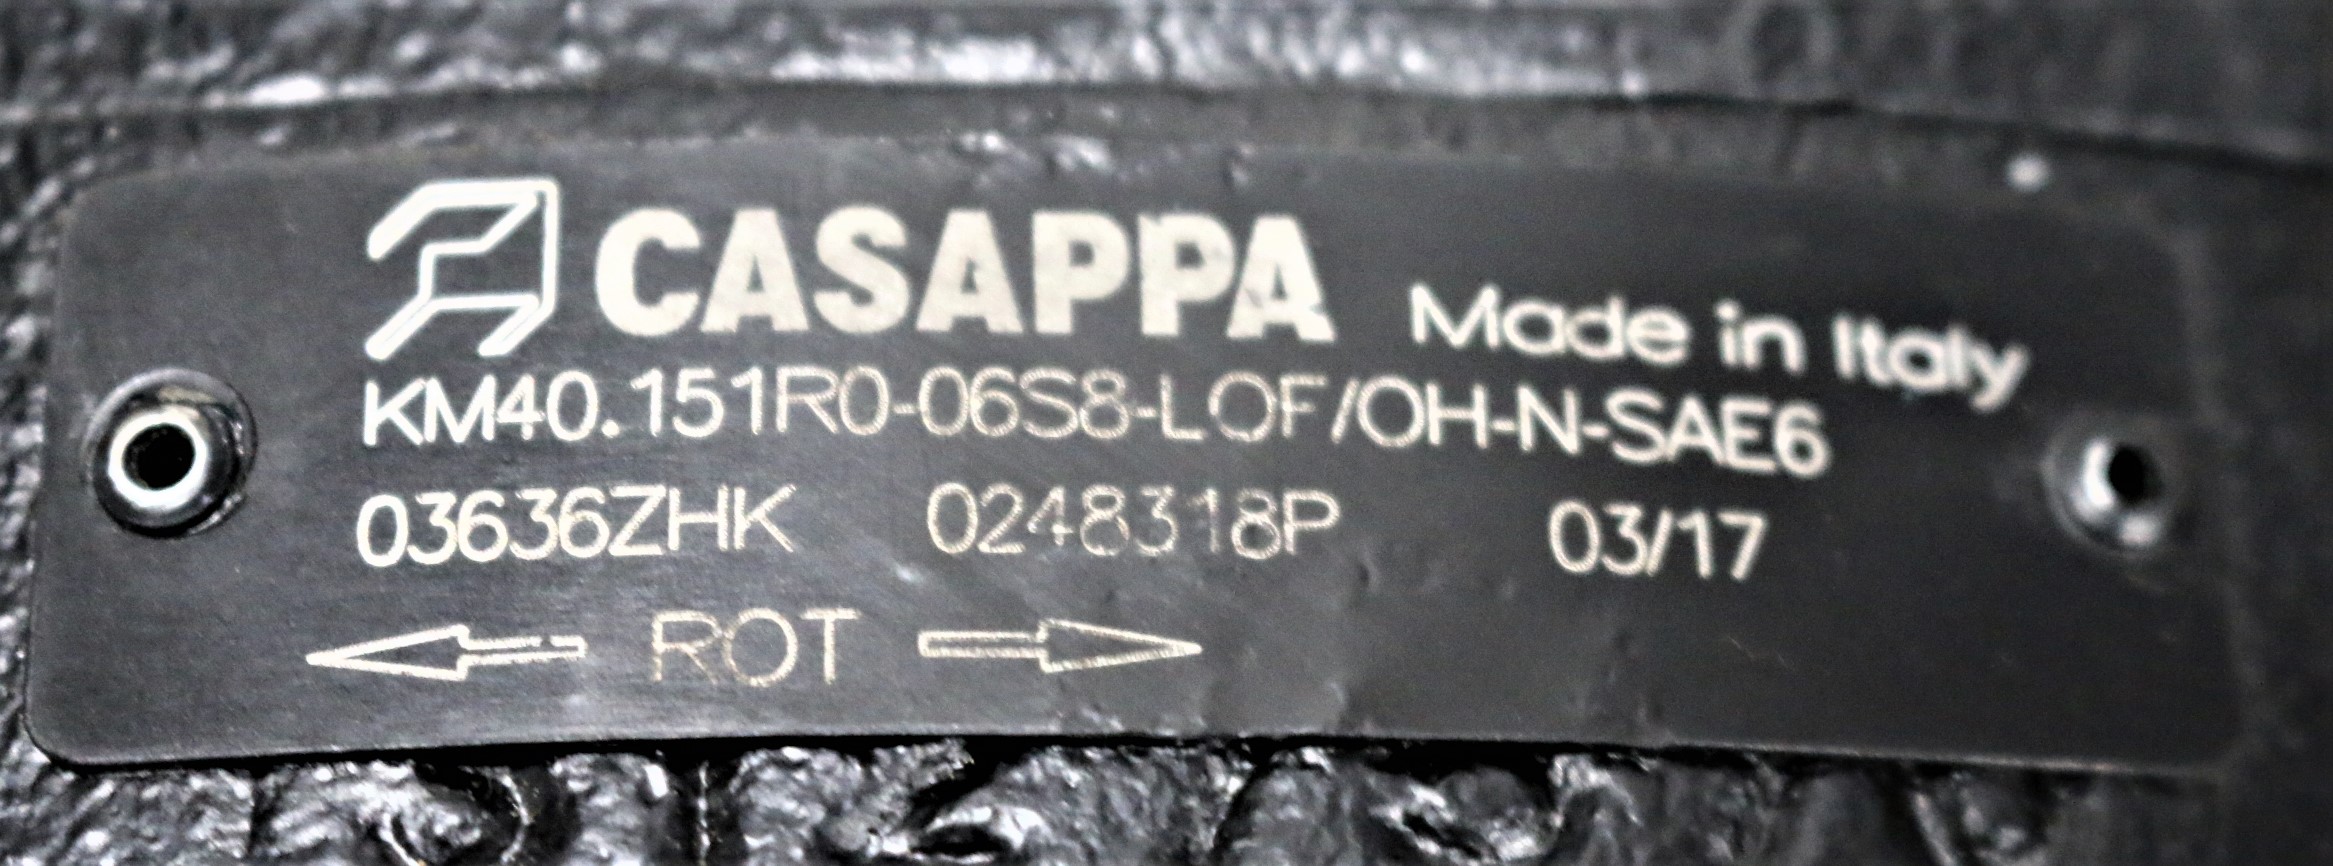 CASAPPA Made in Italy
KM40.151R0-06S8-LOF/OH-N-SAE6
03636ZHK 0248318P 03/17
ROT